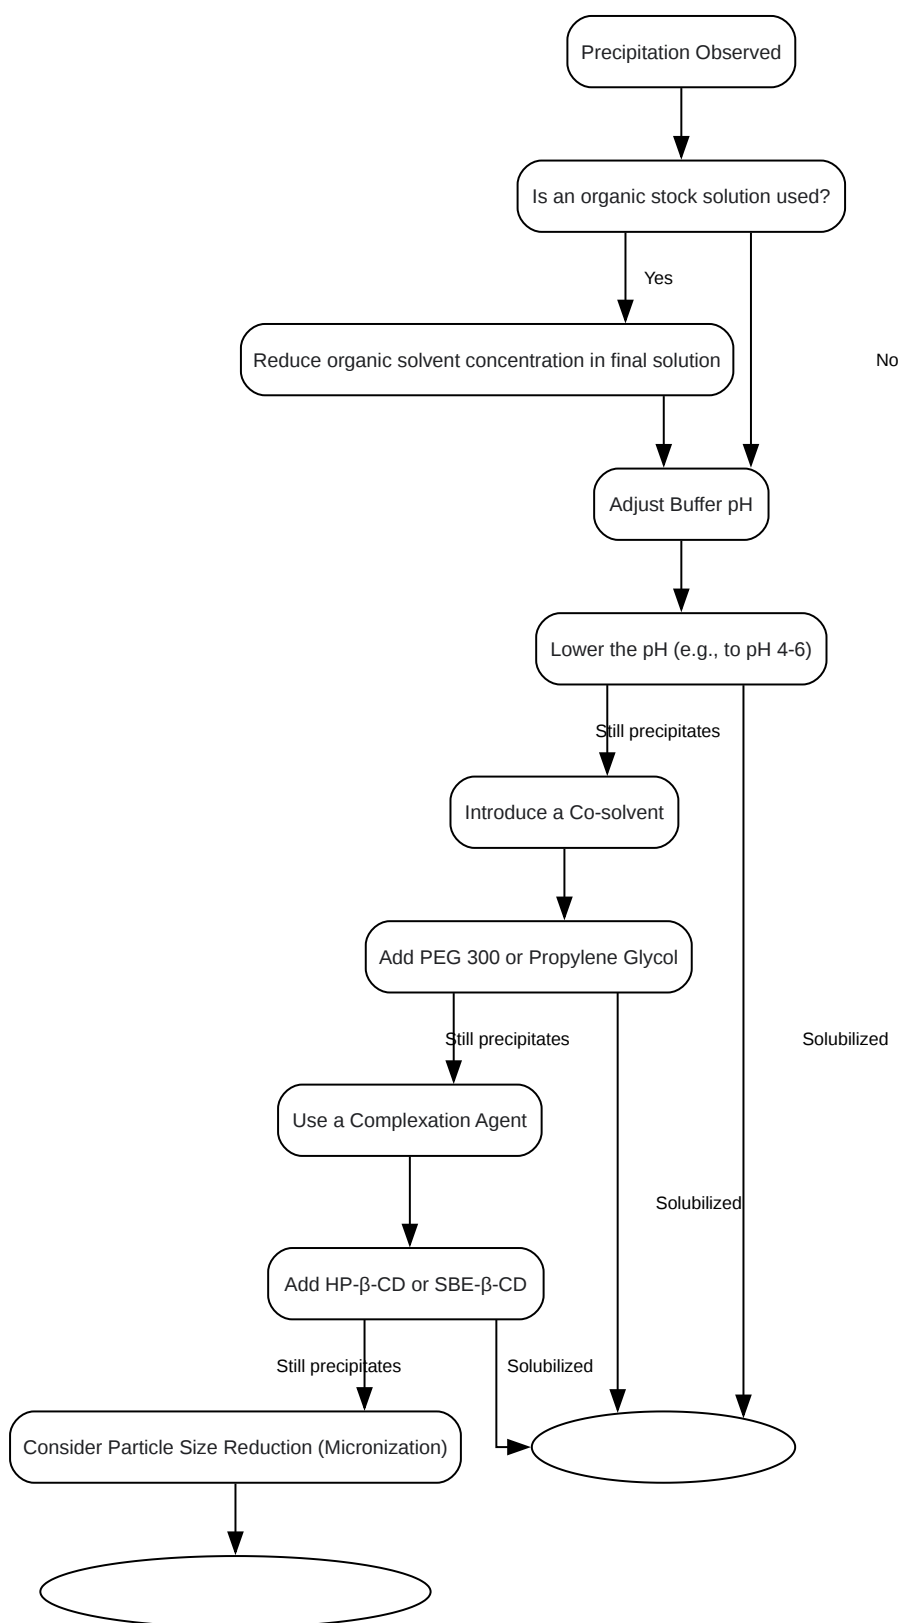 Precipitation Observed
Is an organic stock solution used?
Yes
Reduce organic solvent concentration in final solution
No
Adjust Buffer pH
Lower the pH (e.g., to pH 4-6)
Still precipitates
Introduce a Co-solvent
Add PEG 300 or Propylene Glycol
Still precipitates
Solubilized
Use a Complexation Agent
Solubilized
Add HP-β-CD or SBE-β-CD
Still precipitates
Solubilized
Consider Particle Size Reduction (Micronization)